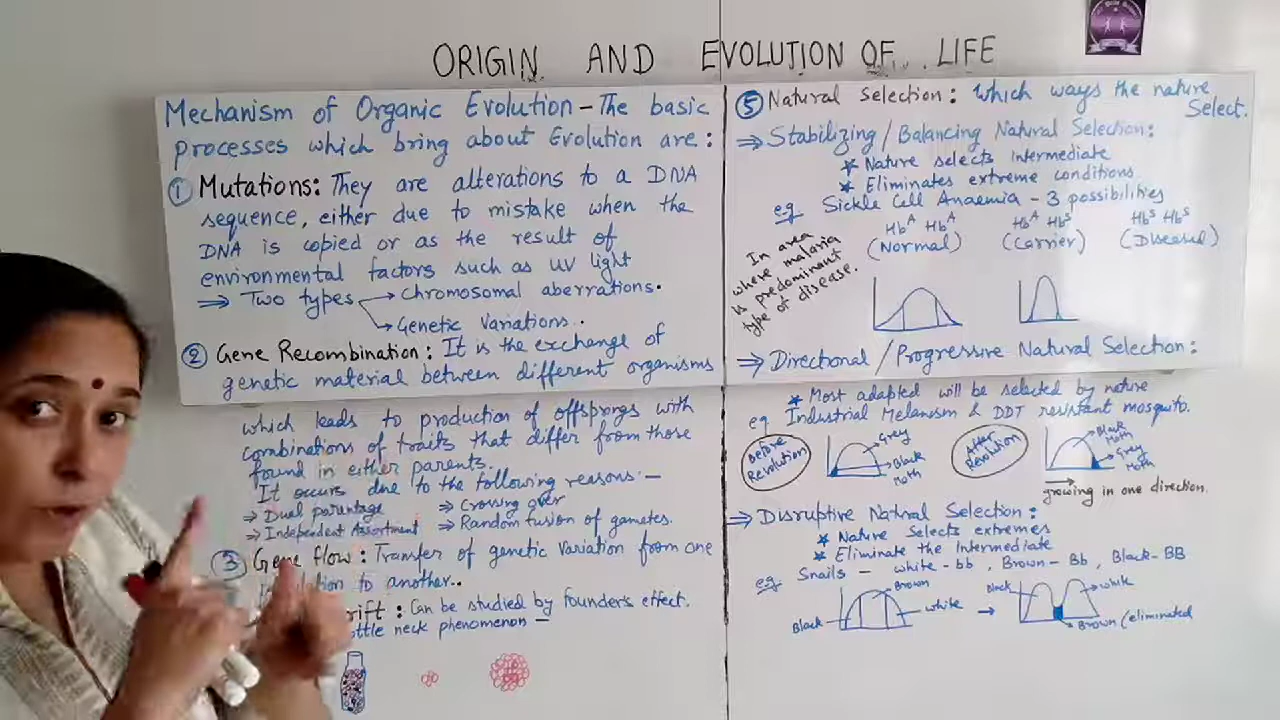 ORIGIN AND EVOLUTION OF LIFE
Mechanism of Organic Evolution - The basic
processes which bring about Evolution are :
① Mutations: They are alterations to a DNA
sequence, either due to mistake when the
DNA is copied or as the result of
environmental factors such as UV light
⇒ Two types → Chromosomal aberrations.
→ Genetic Variations..
② Gene Recombination : It is the exchange of
genetic material between different organisms
which leads to production of offsprings with
combinations of traits that differ from those
found in either parents.
It occurs due to the following reasons -
⇒ Dual parentage ⇒ Crossing over
⇒ Independent Assortment ⇒ Random fusion of gametes.
③ Gene flow : Transfer of genetic variation from one
to another..
: Can be studied by founder's effect.
neck phenomenon -
⑤ Natural Selection : Which ways the nature
Select.
⇒ Stabilizing / Balancing Natural Selection :
* Nature selects Intermediate
* Eliminates extreme conditions
eg Sickle Cell Anaemia - 3 possibilities
Hb^A Hb^A Hb^A Hb^S Hb^S Hb^S
(Normal) (Carrier) (Diseased)
In area
where malaria
is predominant
type of disease.
⇒ Directional / Progressive Natural Selection :
* Most adapted will be selected by nature
eg Industrial Melanism & DDT resistant mosquito.
Before
Revolution
Grey
Black
Moth
After
Revolution
Black
Moth
Grey
Moth
growing in one direction.
⇒ Disruptive Natural Selection :
* Nature Selects extremes
* Eliminate the Intermediate
eg Snails - white - bb , Brown - Bb , Black - BB
Brown
Black
white
→
Black
white
Brown (eliminated